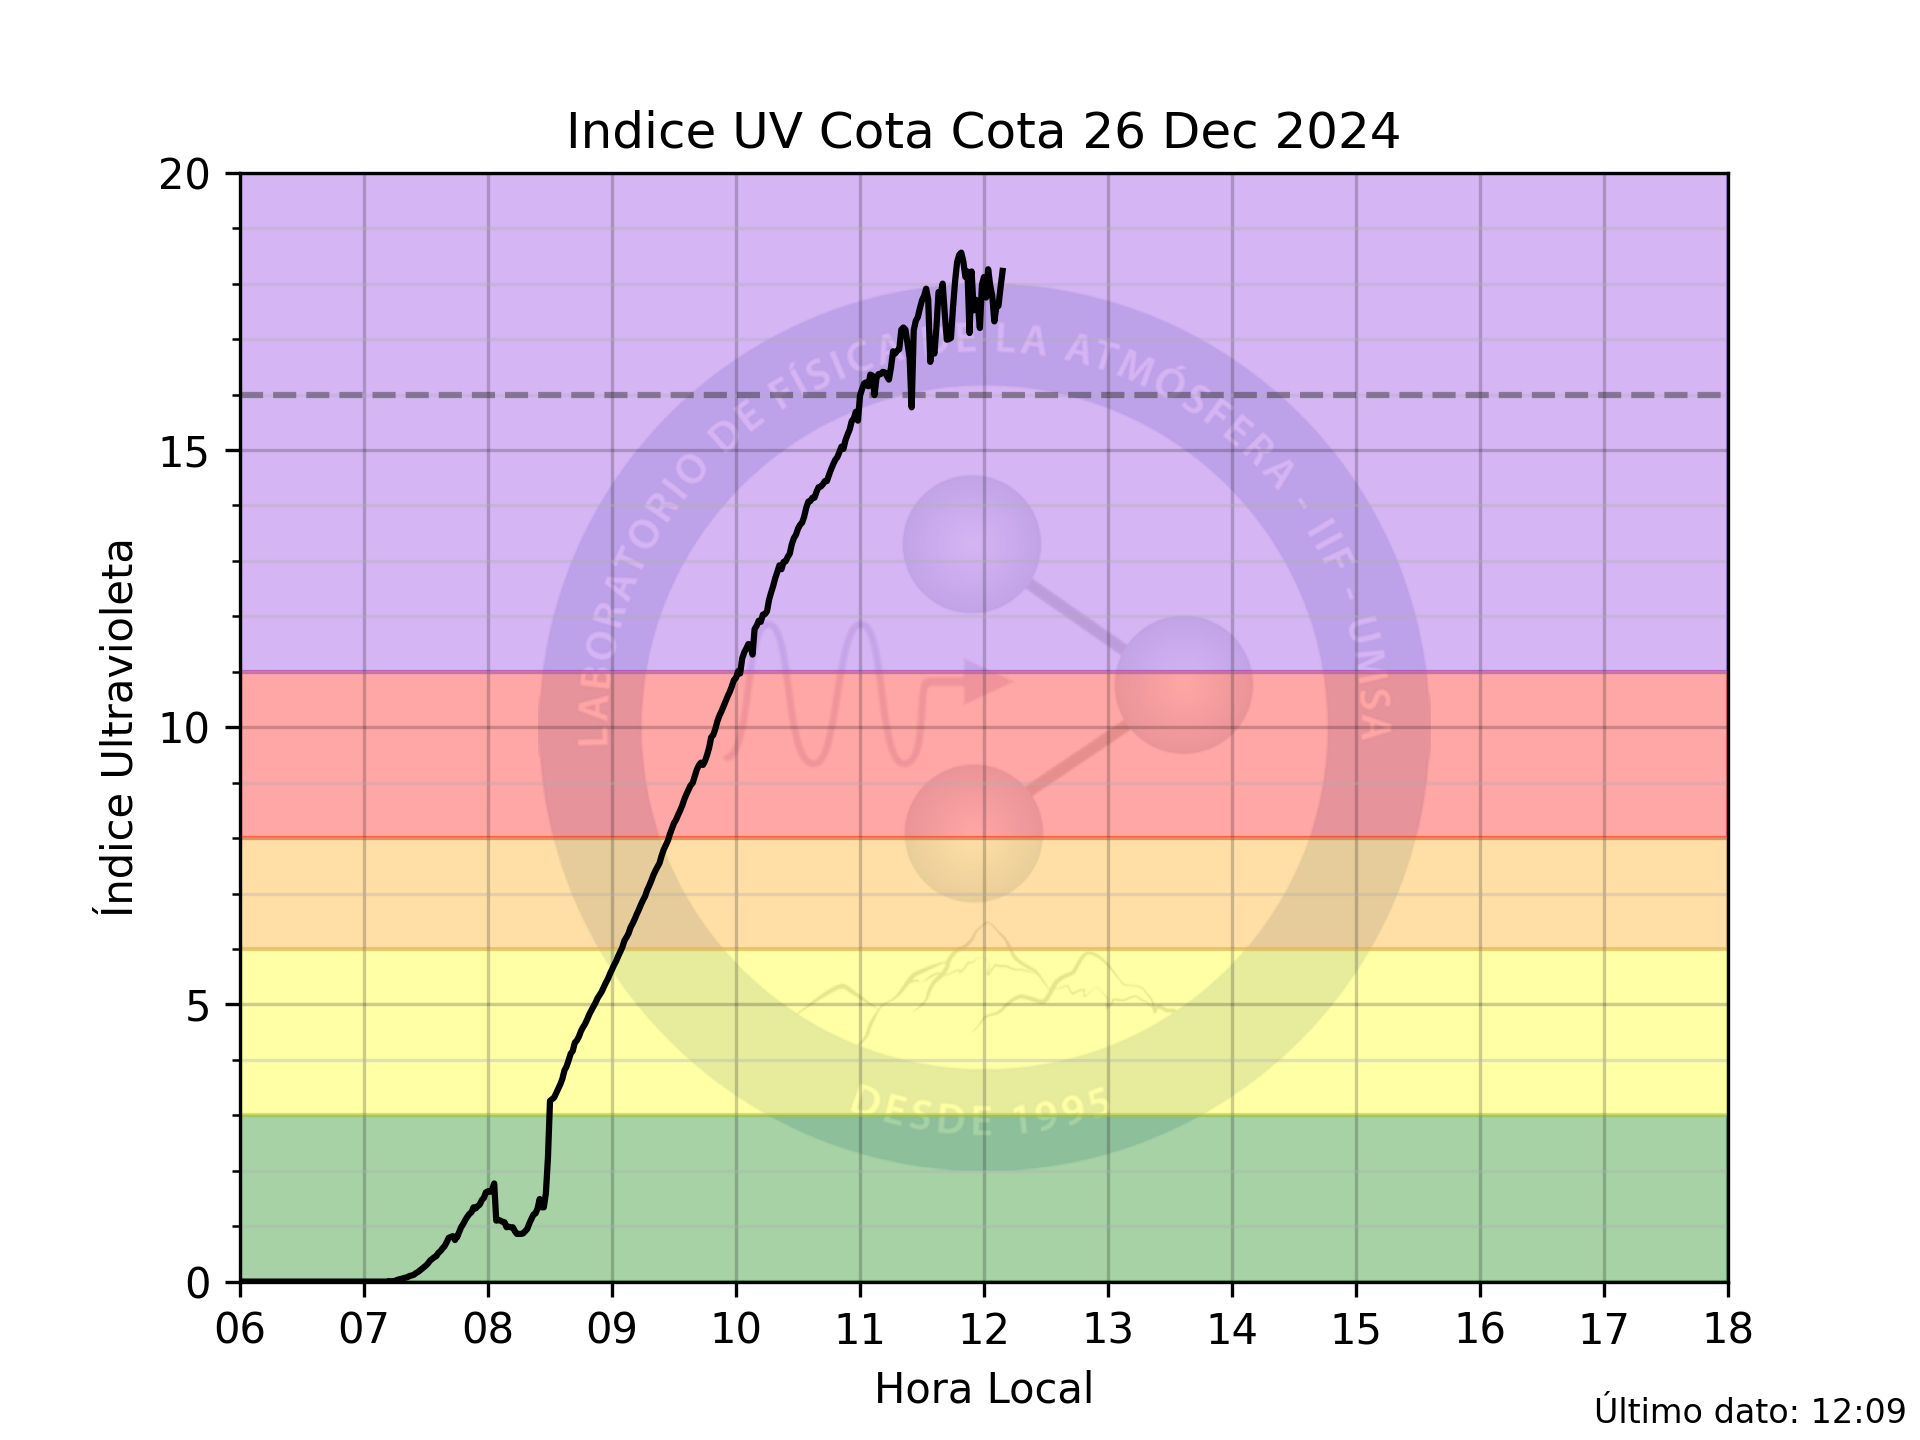 Indice UV Cota Cota 26 Dec 2024
20
15
10
5
0
Índice Ultravioleta
06 07 08 09 10 11 12 13 14 15 16 17 18
Hora Local
Último dato: 12:09
LABORATORIO DE FÍSICA DE LA ATMÓSFERA - IIF - UMSA
DESDE 1995